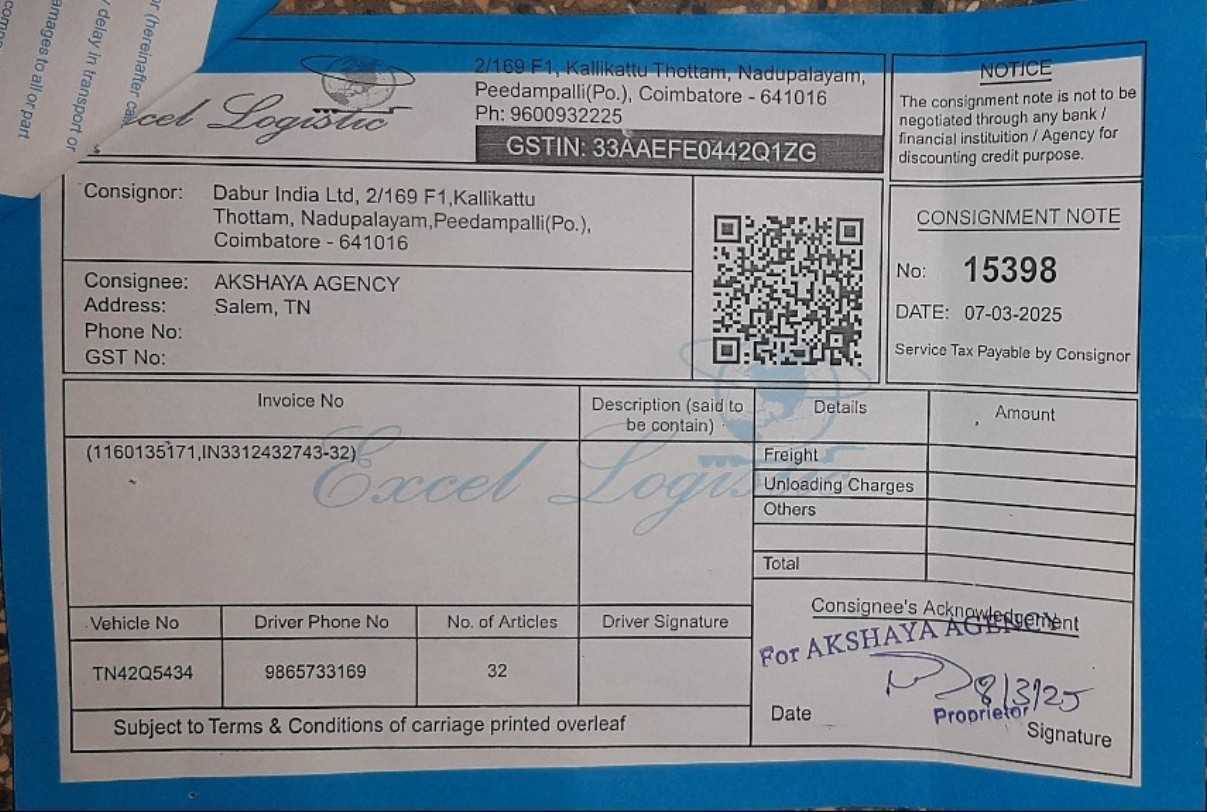 or (hereinafter cal
/ delay in transport or
amages to all or part
Excel Logistic
2/169 F1, Kallikattu Thottam, Nadupalayam,
Peedampalli(Po.), Coimbatore - 641016
Ph: 9600932225
GSTIN: 33AAEFE0442Q1ZG
NOTICE
The consignment note is not to be
negotiated through any bank /
financial instituition / Agency for
discounting credit purpose.
Consignor: Dabur India Ltd, 2/169 F1,Kallikattu
Thottam, Nadupalayam,Peedampalli(Po.),
Coimbatore - 641016
Consignee: AKSHAYA AGENCY
Address: Salem, TN
Phone No:
GST No:
CONSIGNMENT NOTE
No: 15398
DATE: 07-03-2025
Service Tax Payable by Consignor
Invoice No
Description (said to
be contain)
Details
Amount
(1160135171,IN3312432743-32)
Excel Logistic
Freight
Unloading Charges
Others
Total
Vehicle No
Driver Phone No
No. of Articles
Driver Signature
TN42Q5434
9865733169
32
Consignee's Acknowledgement
For AKSHAYA AGENCY
8/3/25
Proprietor
Date
Signature
Subject to Terms & Conditions of carriage printed overleaf